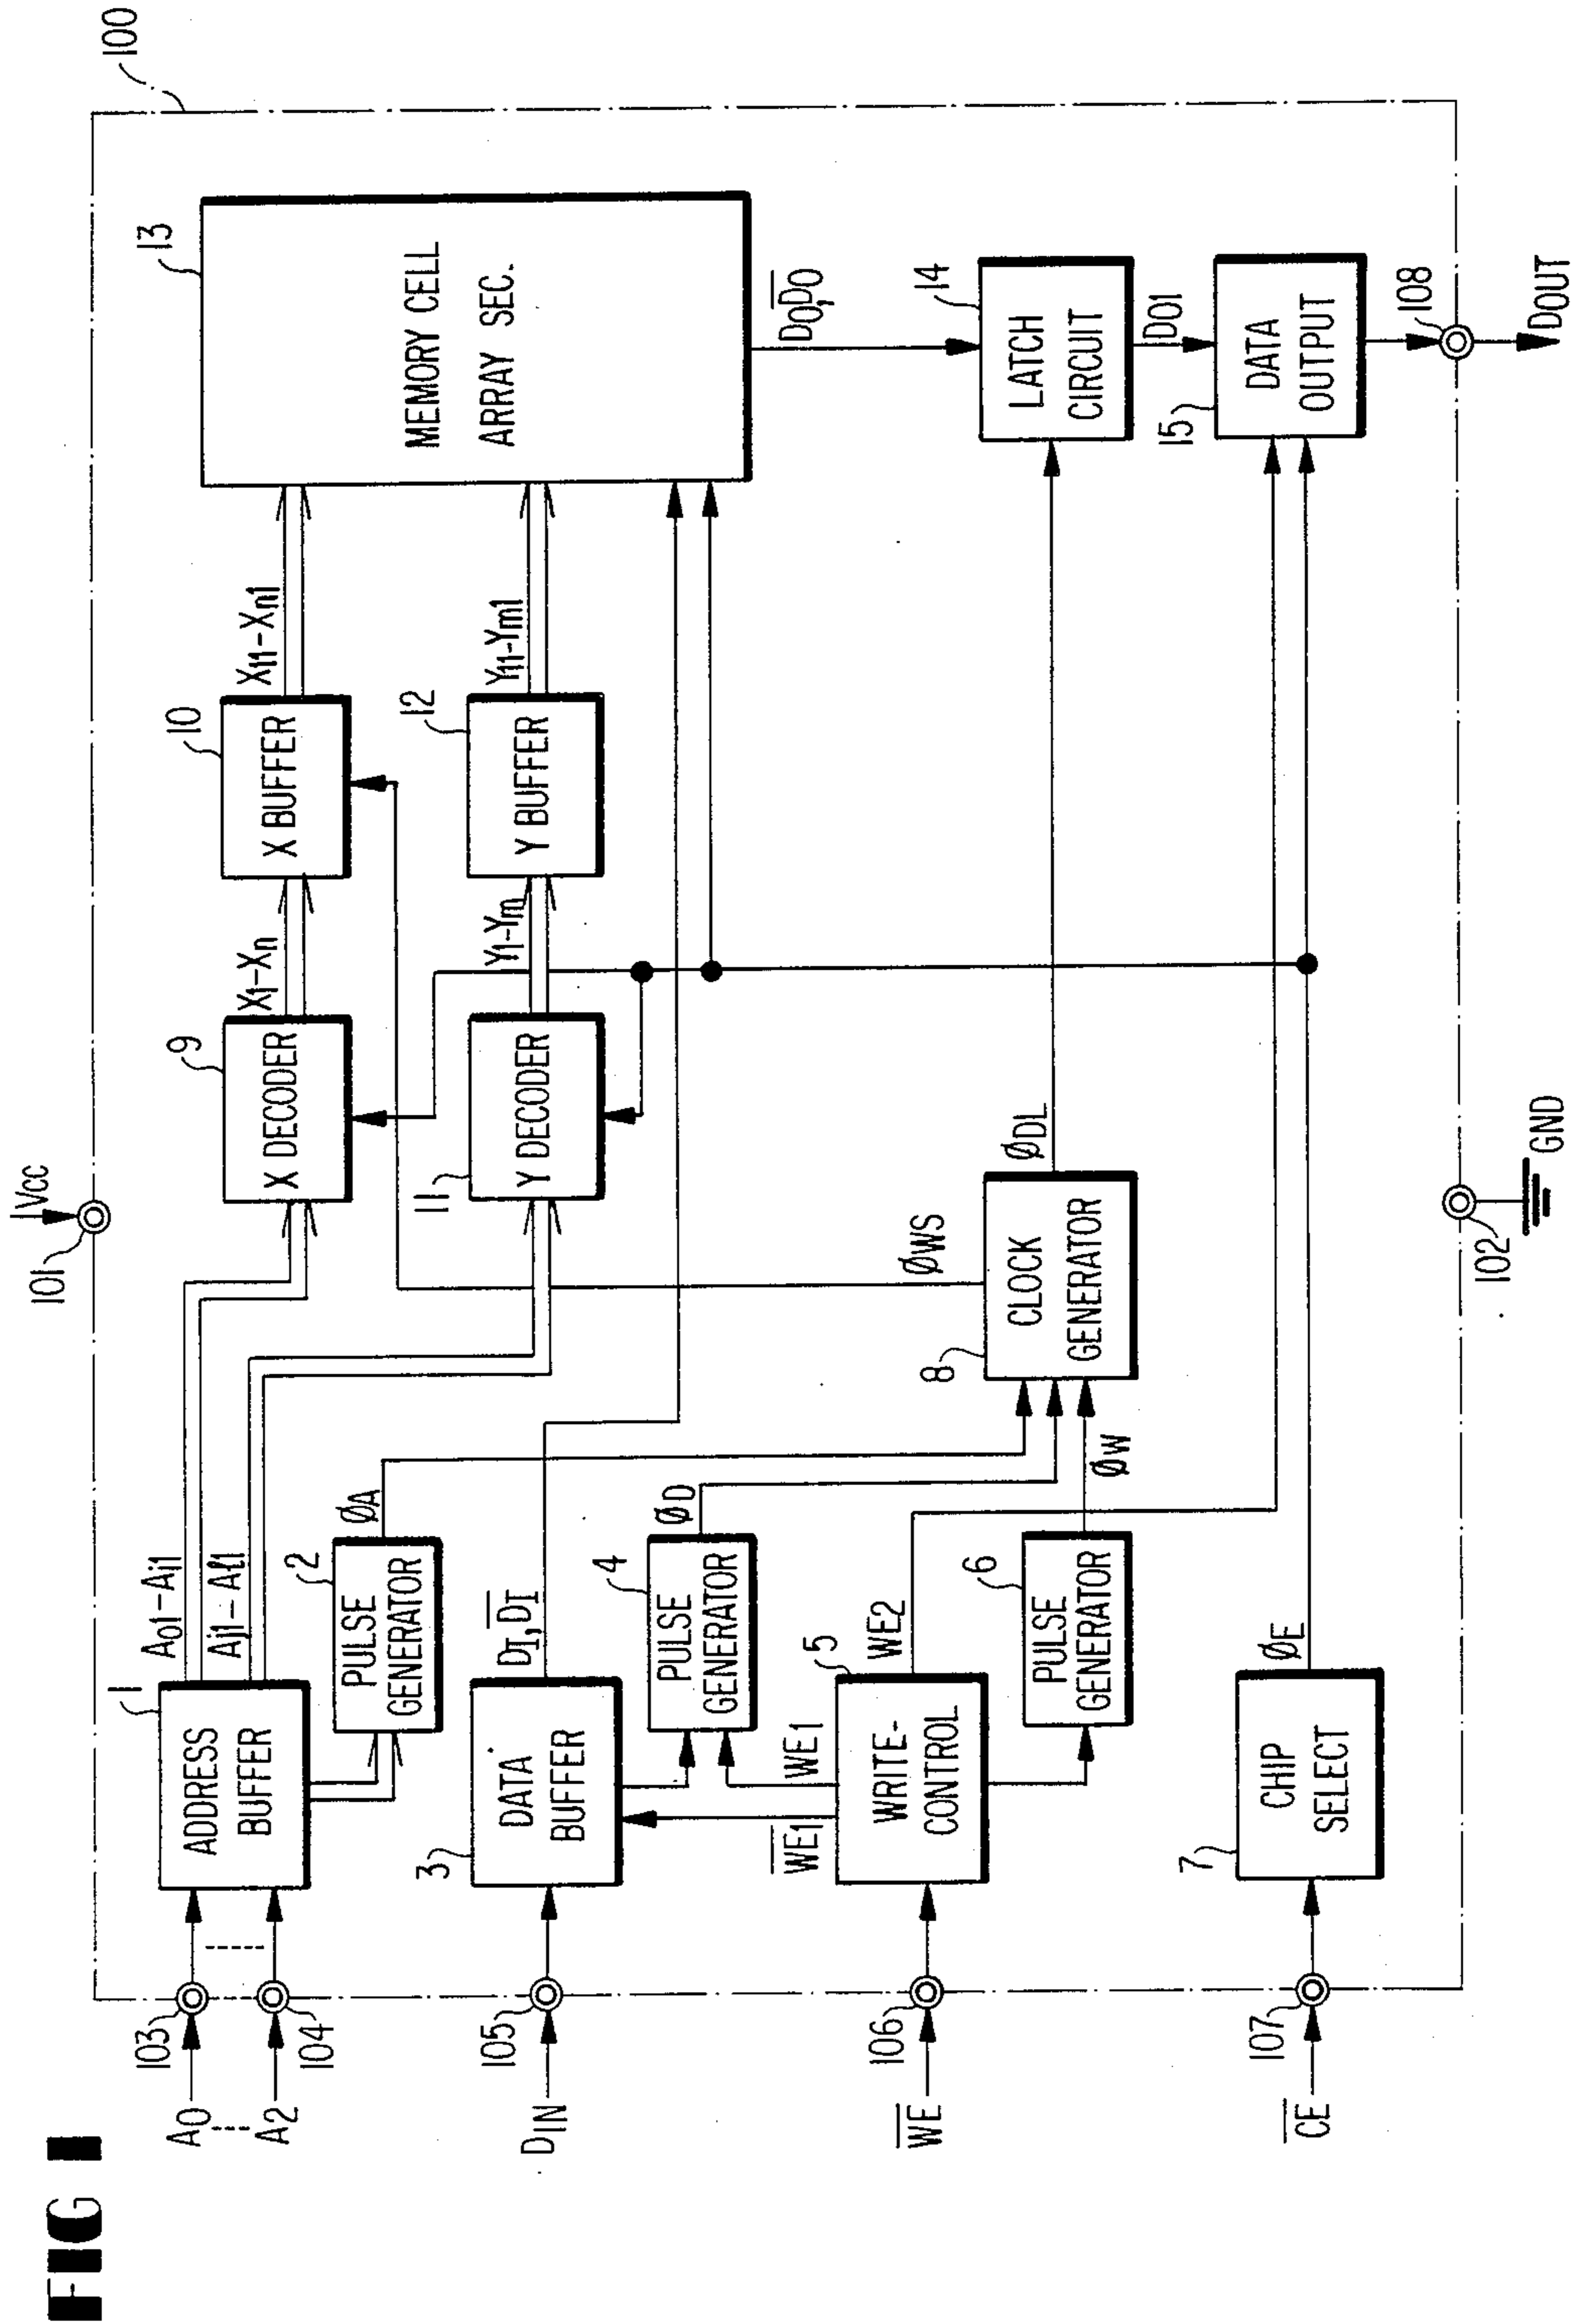 FIG 1
100
101
Vcc
A0
A2
103
104
1
ADDRESS
BUFFER
A01-Ai1
Aj1-Al1
2
PULSE
GENERATOR
ØA
9
X DECODER
X1-Xn
10
X BUFFER
X11-Xn1
11
Y DECODER
Y1-Ym
12
Y BUFFER
Y11-Ym1
13
MEMORY CELL
ARRAY SEC.
D̅O̅DO,
DIN
105
3
DATA
BUFFER
DI, D̅I̅
4
PULSE
GENERATOR
ØD
W̅E̅1̅
WE1
W̅E̅
106
5
WRITE-
CONTROL
WE2
6
PULSE
GENERATOR
ØW
8
CLOCK
GENERATOR
ØWS
ØDL
14
LATCH
CIRCUIT
DO1
C̅E̅
107
7
CHIP
SELECT
ØE
15
DATA
OUTPUT
108
DOUT
102
GND